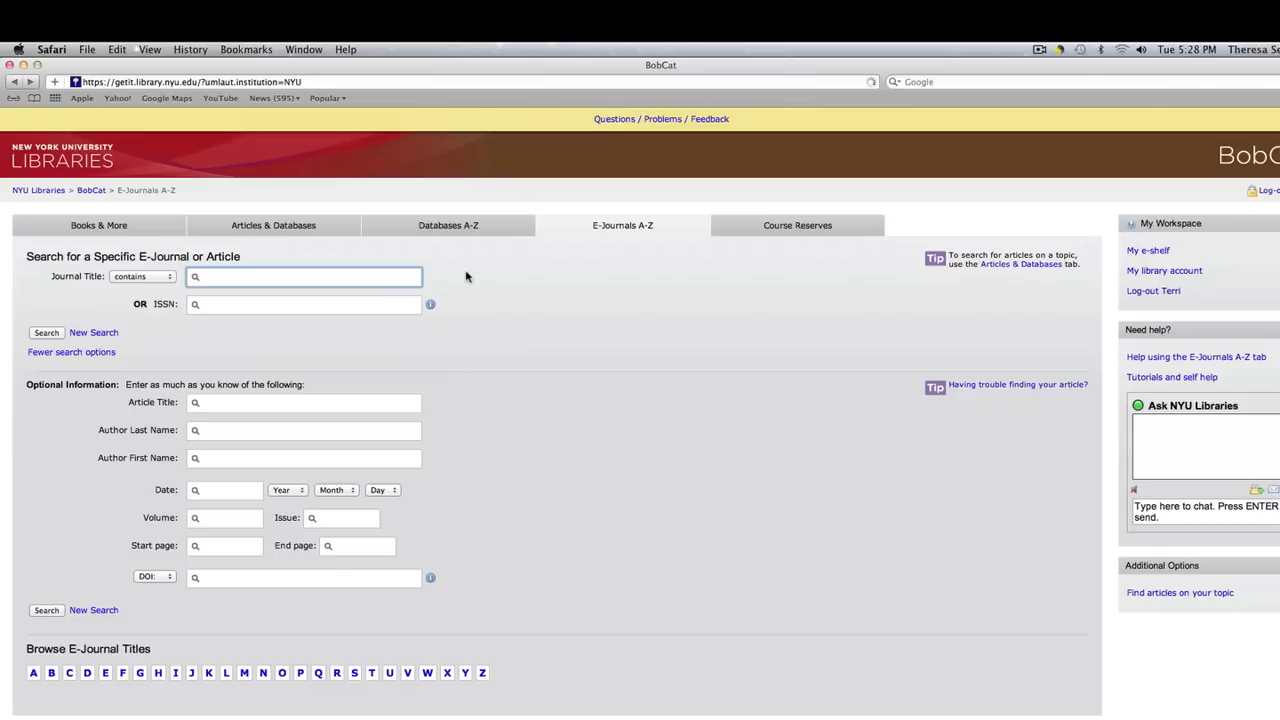 Safari File Edit View History Bookmarks Window Help Tue 5:28 PM Theresa Se
BobCat
https://getit.library.nyu.edu/?umlaut.institution=NYU Google
Apple Yahoo! Google Maps YouTube News (595) Popular
Questions / Problems / Feedback
NEW YORK UNIVERSITY
LIBRARIES
BobC
NYU Libraries > BobCat > E-Journals A-Z
Log-o
Books & More Articles & Databases Databases A-Z E-Journals A-Z Course Reserves
Search for a Specific E-Journal or Article
Journal Title: contains
OR ISSN:
Search New Search
Fewer search options
Tip To search for articles on a topic,
use the Articles & Databases tab.
Optional Information: Enter as much as you know of the following:
Tip Having trouble finding your article?
Article Title:
Author Last Name:
Author First Name:
Date: Year Month Day
Volume: Issue:
Start page: End page:
DOI:
Search New Search
Browse E-Journal Titles
A B C D E F G H I J K L M N O P Q R S T U V W X Y Z
My Workspace
My e-shelf
My library account
Log-out Terri
Need help?
Help using the E-Journals A-Z tab
Tutorials and self help
Ask NYU Libraries
Type here to chat. Press ENTER
send.
Additional Options
Find articles on your topic